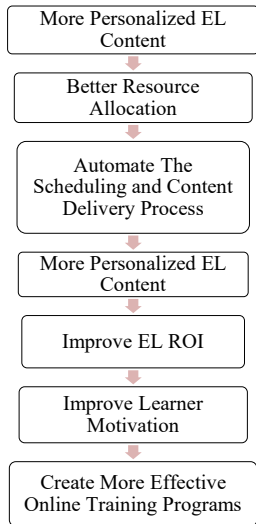 More Personalized EL
Content
Better Resource
Allocation
Automate The
Scheduling and Content
Delivery Process
More Personalized EL
Content
Improve EL ROI
Improve Learner
Motivation
Create More Effective
Online Training Programs